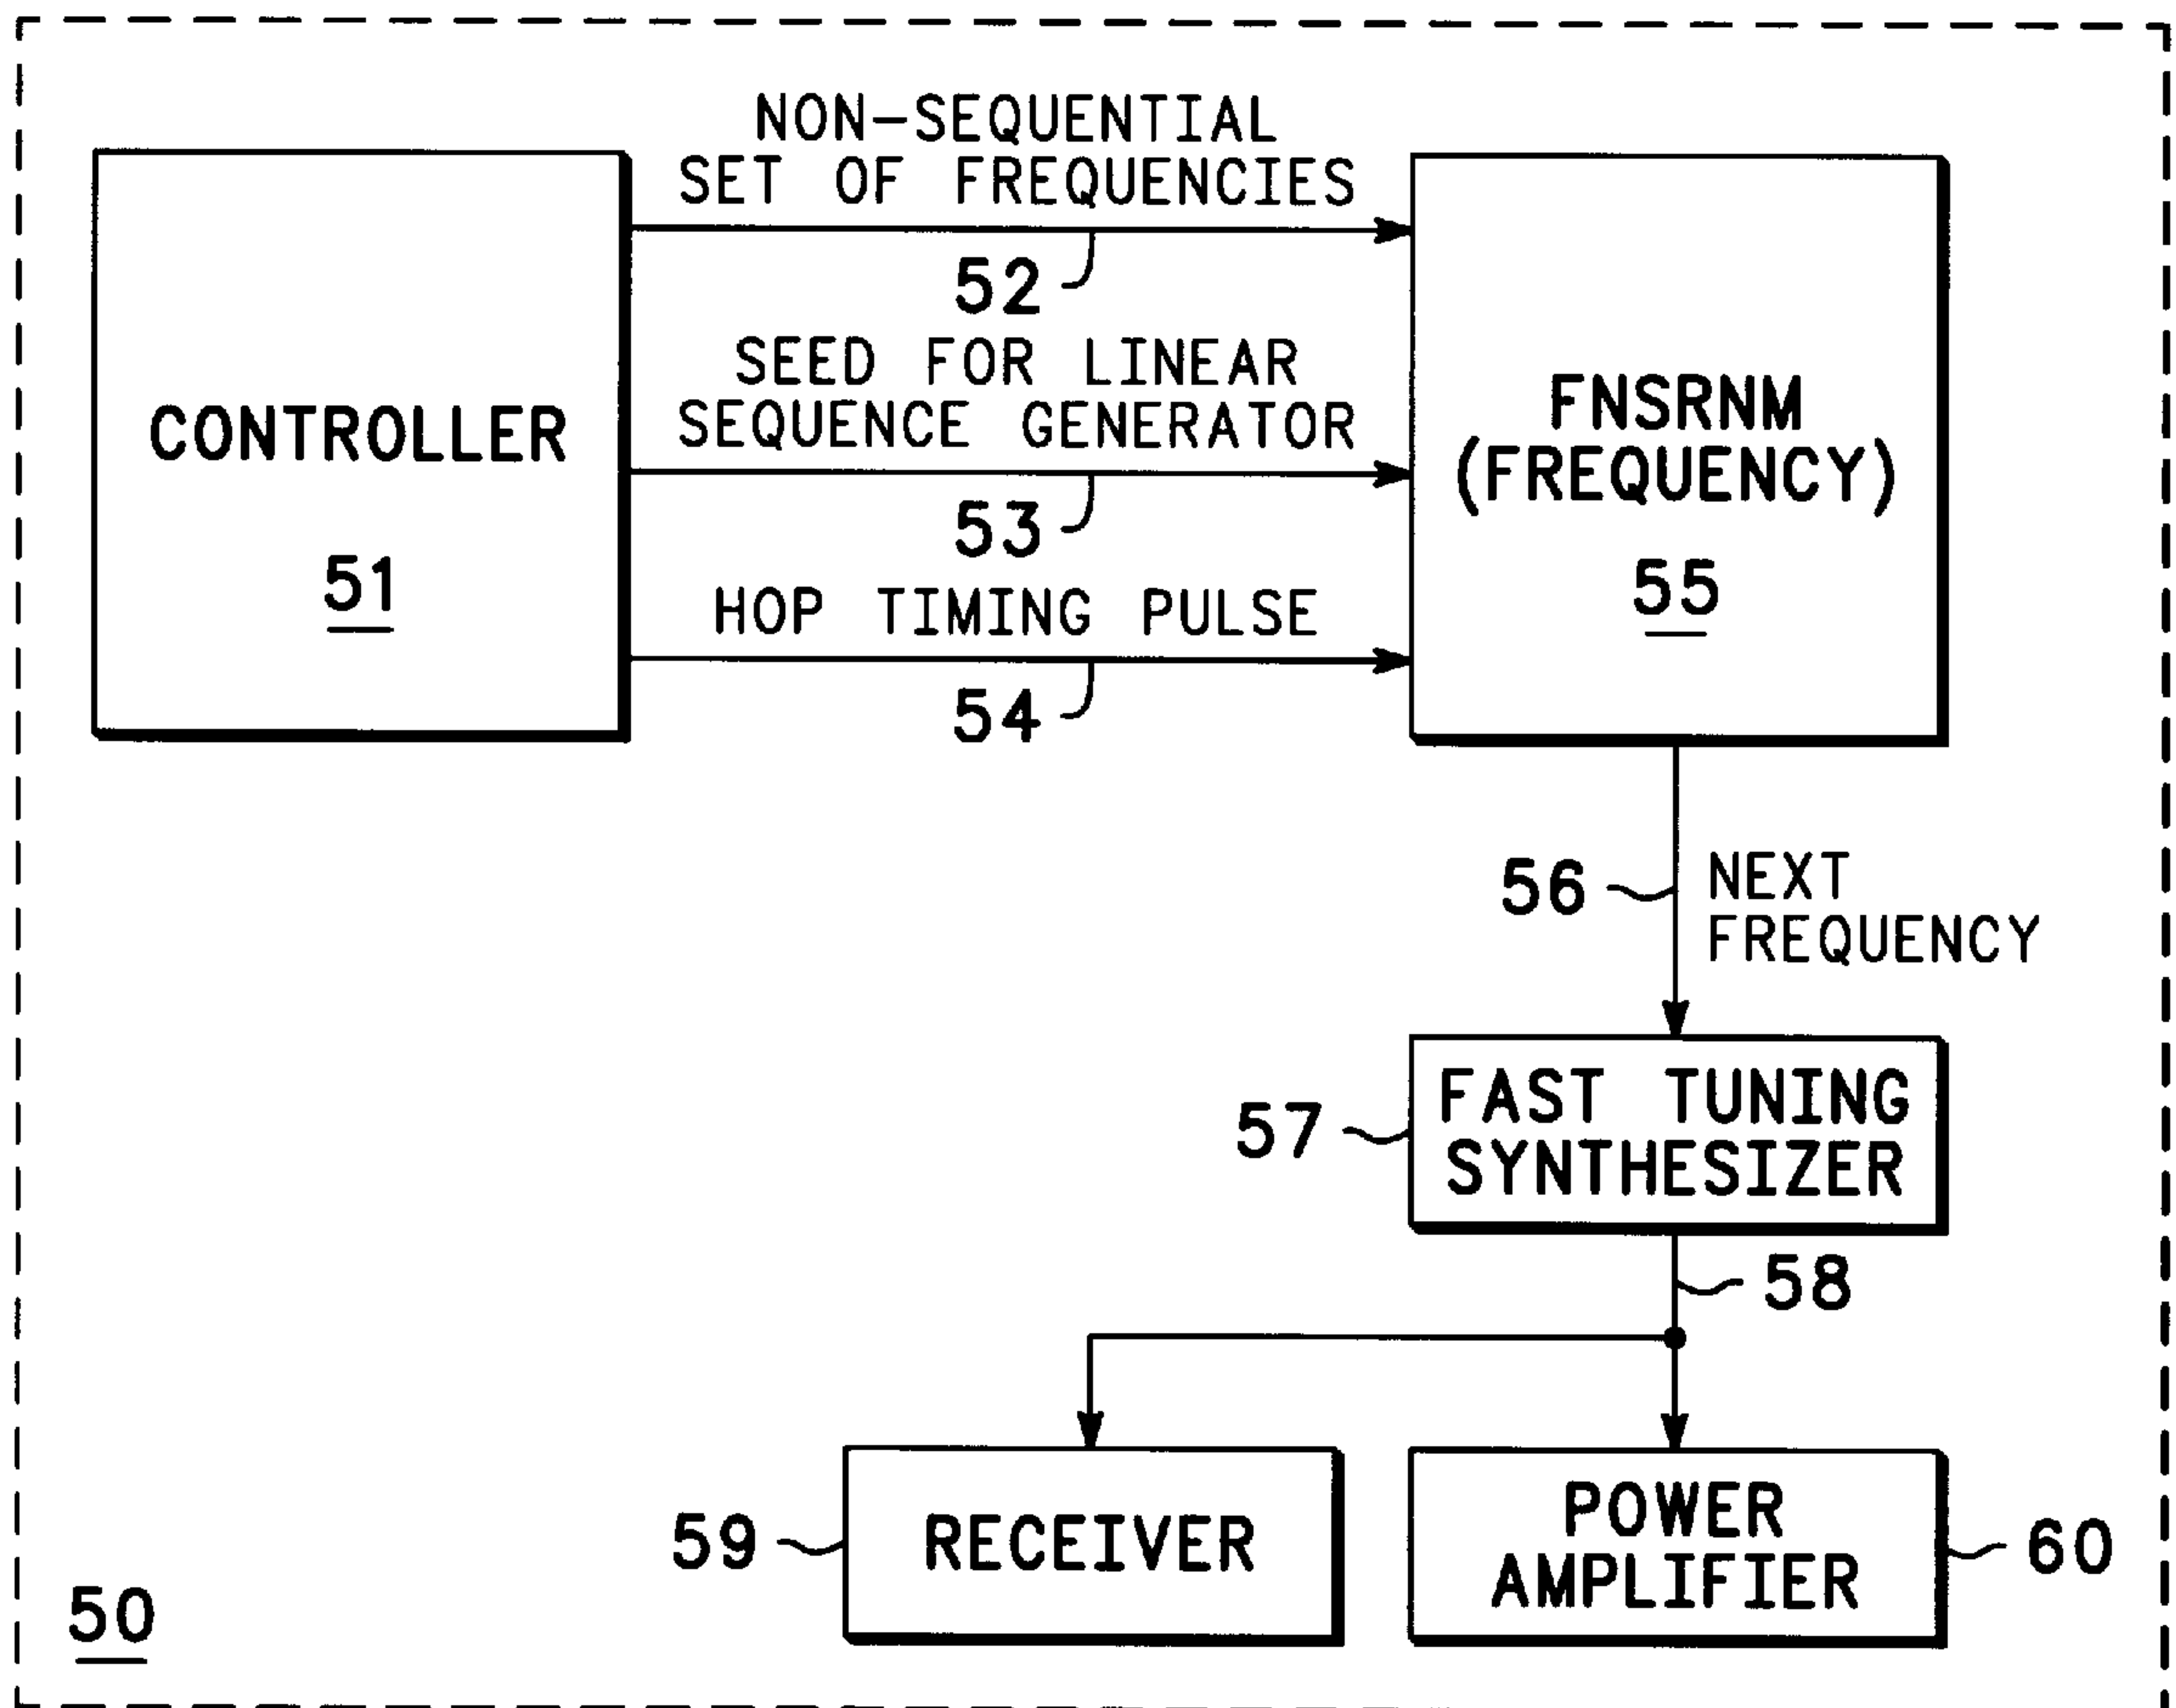 NON-SEQUENTIAL
SET OF FREQUENCIES
52
SEED FOR LINEAR
SEQUENCE GENERATOR
53
HOP TIMING PULSE
54
CONTROLLER
51
FNSRNM
(FREQUENCY)
55
56
NEXT
FREQUENCY
57
FAST TUNING
SYNTHESIZER
58
59
RECEIVER
POWER
AMPLIFIER
60
50